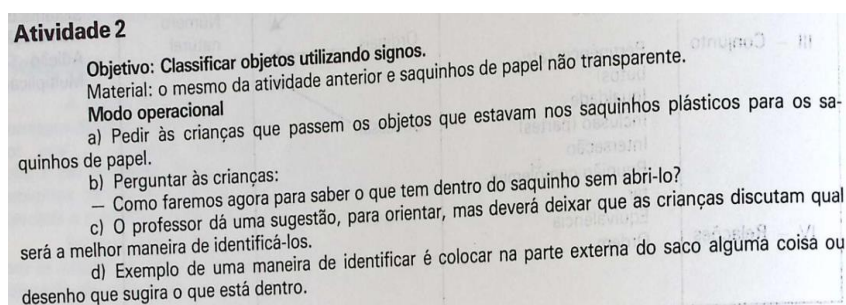 Atividade 2
Objetivo: Classificar objetos utilizando signos.
Material: o mesmo da atividade anterior e saquinhos de papel não transparente.
Modo operacional
a) Pedir às crianças que passem os objetos que estavam nos saquinhos plásticos para os sa-
quinhos de papel.
b) Perguntar às crianças:
— Como faremos agora para saber o que tem dentro do saquinho sem abri-lo?
c) O professor dá uma sugestão, para orientar, mas deverá deixar que as crianças discutam qual
será a melhor maneira de identificá-los.
d) Exemplo de uma maneira de identificar é colocar na parte externa do saco alguma coisa ou
desenho que sugira o que está dentro.